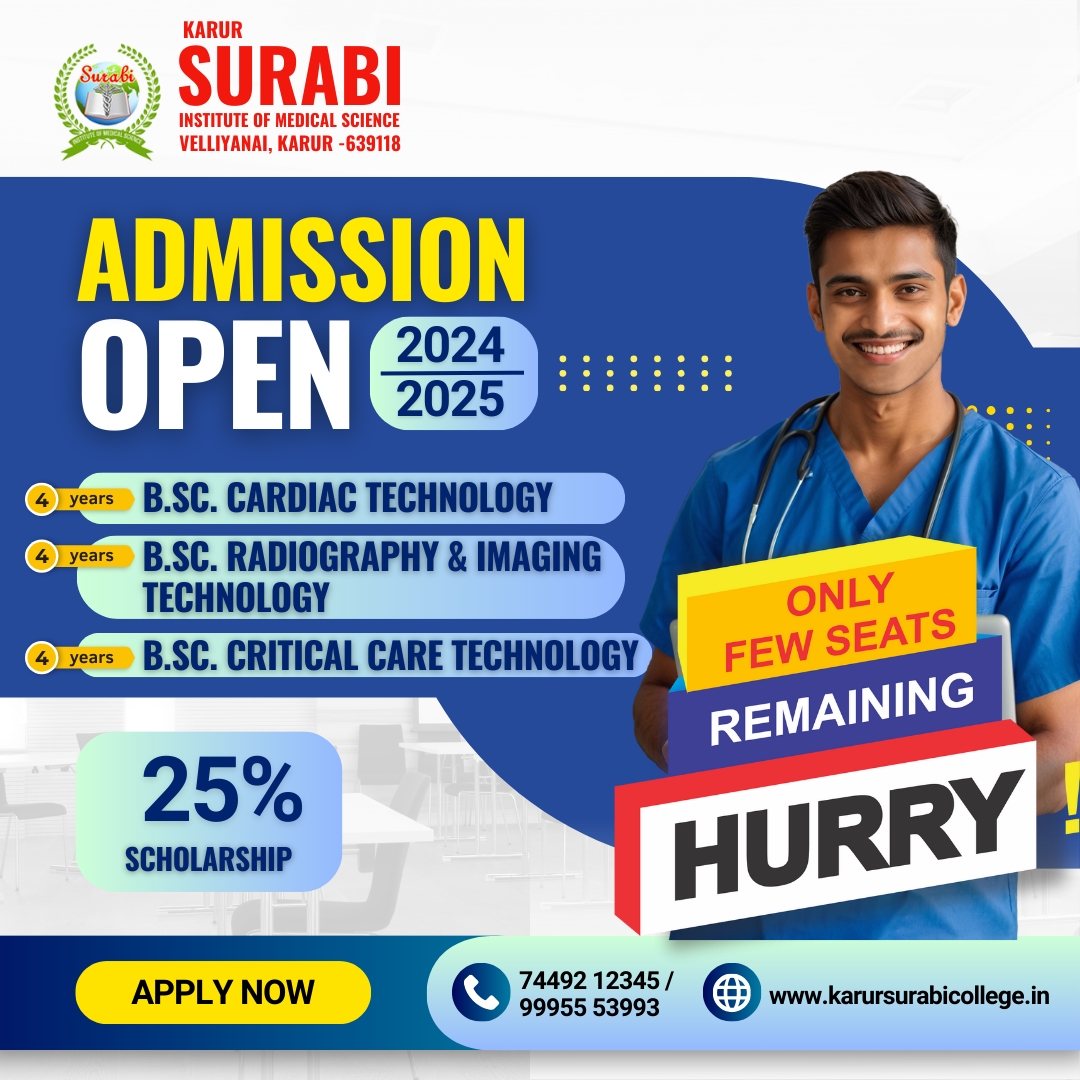 KARUR
SURABI
INSTITUTE OF MEDICAL SCIENCE
VELLIYANAI, KARUR -639118
Surabi
INSTITUTE OF MEDICAL SCIENCE
ADMISSION
OPEN
2024
2025
4 years B.SC. CARDIAC TECHNOLOGY
4 years B.SC. RADIOGRAPHY & IMAGING
TECHNOLOGY
4 years B.SC. CRITICAL CARE TECHNOLOGY
ONLY
FEW SEATS
REMAINING
HURRY
!
25%
SCHOLARSHIP
APPLY NOW
74492 12345 /
99955 53993
www.karursurabicollege.in